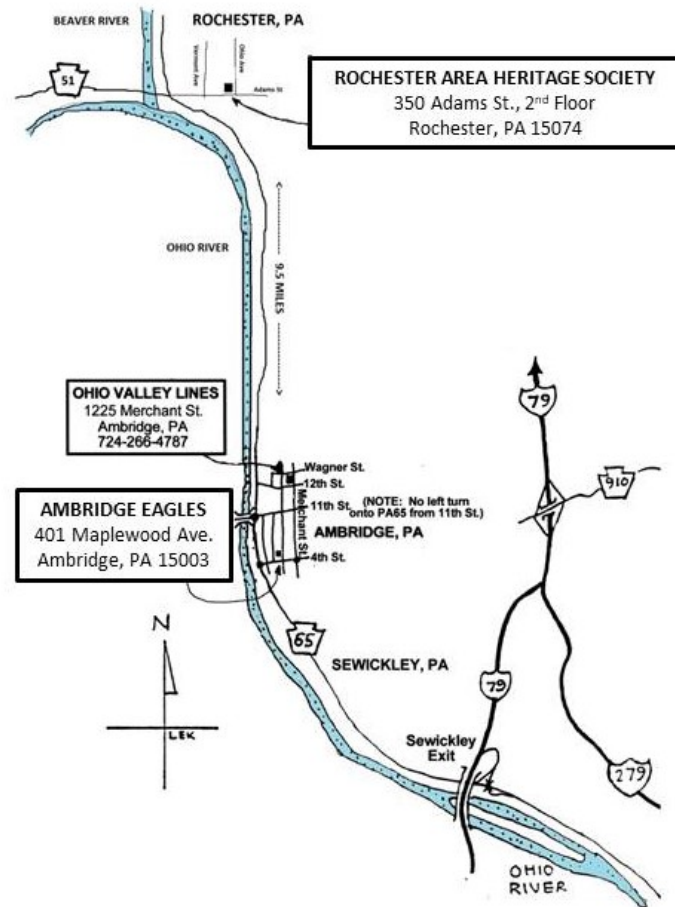 BEAVER RIVER
ROCHESTER, PA
Vermont Ave
Ohio Ave
51
Adams St
ROCHESTER AREA HERITAGE SOCIETY
350 Adams St., 2nd Floor
Rochester, PA 15074
OHIO RIVER
9.5 MILES
OHIO VALLEY LINES
1225 Merchant St.
Ambridge, PA
724-266-4787
79
910
Wagner St.
12th St.
11th St. (NOTE: No left turn
onto PA65 from 11th St.)
Merchant St.
AMBRIDGE, PA
4th St.
AMBRIDGE EAGLES
401 Maplewood Ave.
Ambridge, PA 15003
N
LEK
65
SEWICKLEY, PA
79
Sewickley
Exit
279
OHIO
RIVER